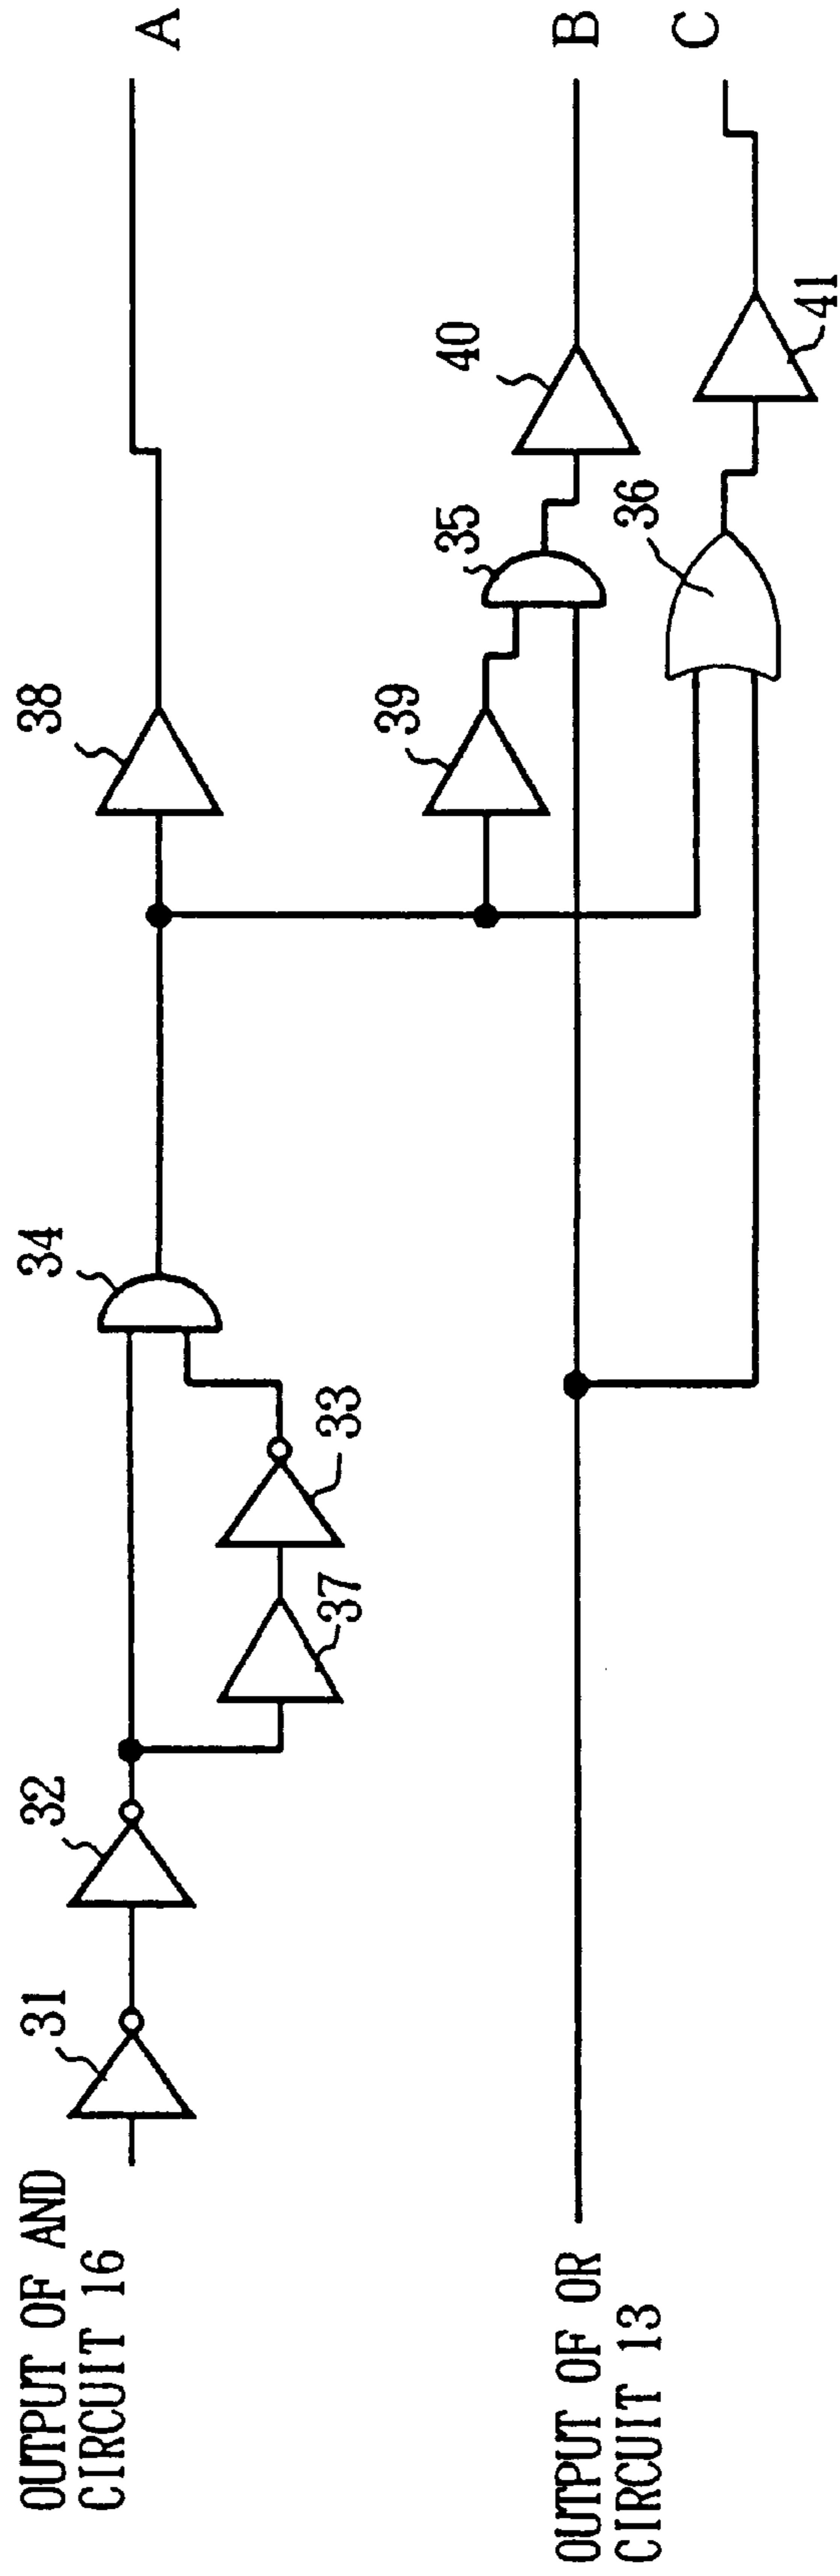 OUTPUT OF AND
CIRCUIT 16
31
32
37
33
34
38
A
39
35
40
B
36
41
C
OUTPUT OF OR
CIRCUIT 13